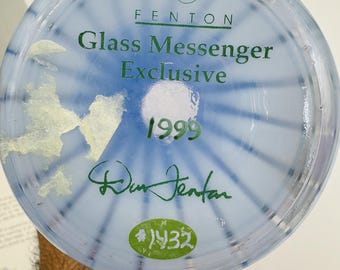 FENTON
Glass Messenger
Exclusive
1999
Don Fenton
#1432